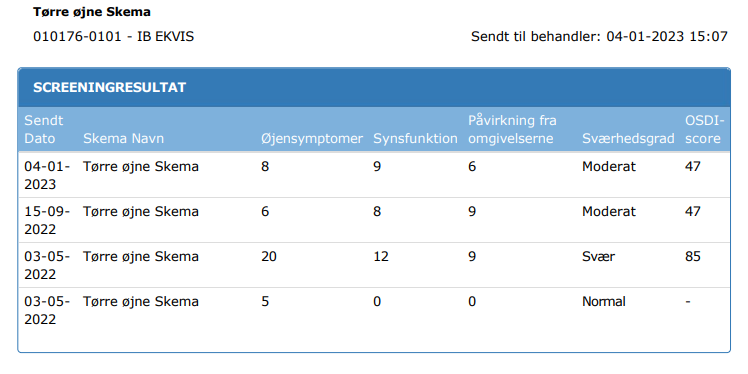 Tørre øjne Skema
010176-0101 - IB EKVIS Sendt til behandler: 04-01-2023 15:07
SCREENINGRESULTAT
Sendt Påvirkning fra OSDI-
Dato Skema Navn Øjensymptomer Synsfunktion omgivelserne Sværhedsgrad score
04-01- Tørre øjne Skema 8 9 6 Moderat 47
2023
15-09- Tørre øjne Skema 6 8 9 Moderat 47
2022
03-05- Tørre øjne Skema 20 12 9 Svær 85
2022
03-05- Tørre øjne Skema 5 0 0 Normal -
2022